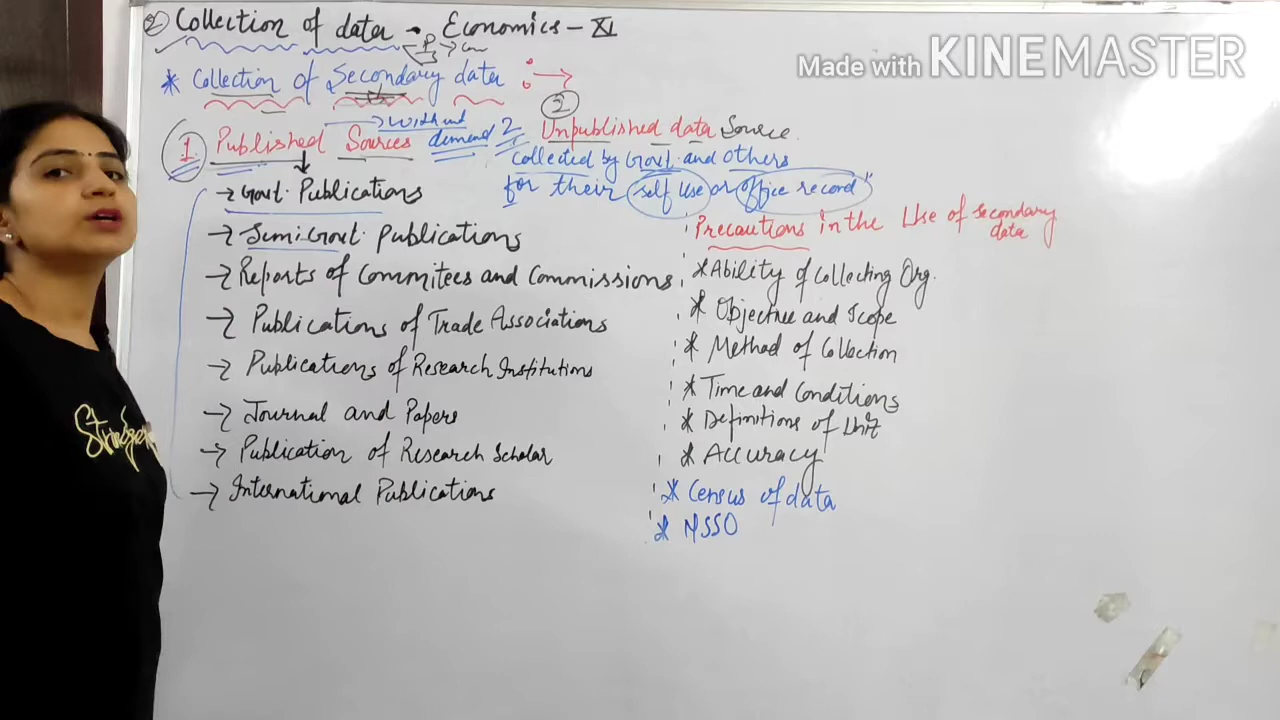 ② Collection of data - Economics - XI
P
* Collection of Secondary data :→
Made with KINEMASTER
→ Without demand
1 Published Sources
→ Govt. Publications
→ Semi Govt. Publications
→ Reports of Commitees and Commissions
→ Publications of Trade Associations
→ Publications of Research Institutions
→ Journal and Papers
→ Publication of Research Scholar
→ International Publications
②
2 Unpublished data Source.
collected by Govt. and others
for their self use or office record"
Precautions in the Use of secondary
data
* Ability of Collecting Org.
* Objective and Scope
* Method of Collection
* Time and Conditions
* Definitions of Unit
* Accuracy
* Census of data
* NSSO